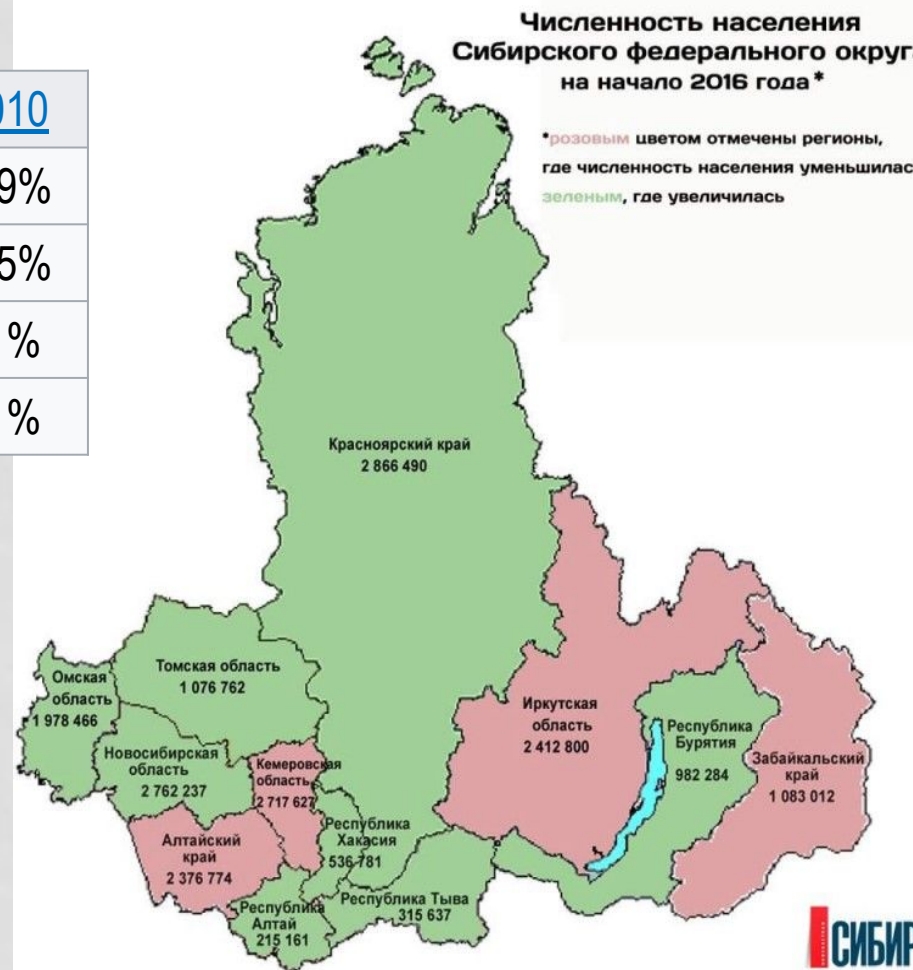 Численность населения
Сибирского федерального округа
на начало 2016 года*
*розовым цветом отмечены регионы,
где численность населения уменьшилас
зеленым, где увеличилась
010
9%
5%
%
%
Красноярский край
2 866 490
Томская область
1 076 762
Омская
область
1 978 466
Новосибирская
область
2 762 237
Кемеровская
область
2 717 627
Алтайский
край
2 376 774
Республика
Хакасия
536 781
Республика
Алтай
215 161
Республика Тыва
315 637
Иркутская
область
2 412 800
Республика
Бурятия
982 284
Забайкальский
край
1 083 012
СИБИР